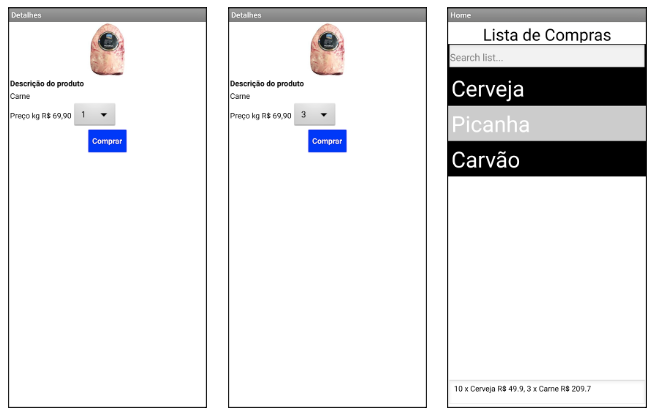 Detalhes
Descrição do produto
Carne
Preço kg R$ 69,90 1
Comprar
Detalhes
Descrição do produto
Carne
Preço kg R$ 69,90 3
Comprar
Home
Lista de Compras
Search list...
Cerveja
Picanha
Carvão
10 x Cerveja R$ 49.9, 3 x Carne R$ 209.7